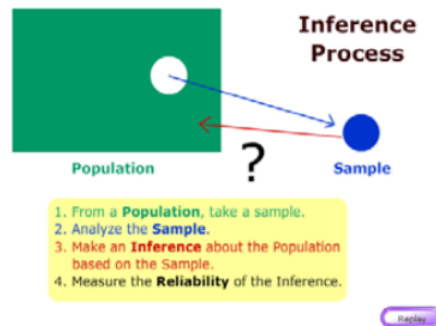 Inference
Process
Population
?
Sample
1. From a Population, take a sample.
2. Analyze the Sample.
3. Make an Inference about the Population
based on the Sample.
4. Measure the Reliability of the Inference.
Replay